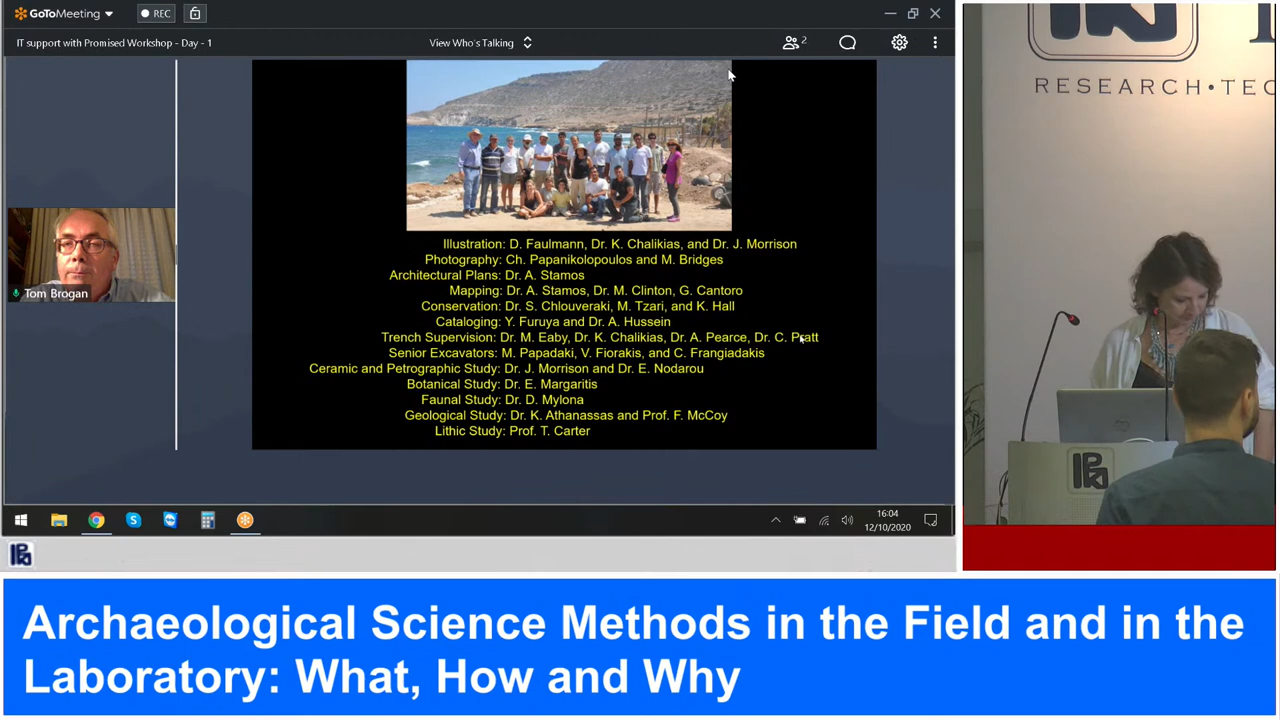 GoToMeeting
REC
IT support with Promised Workshop - Day - 1
View Who's Talking
2
Tom Brogan
Illustration: D. Faulmann, Dr. K. Chalikias, and Dr. J. Morrison
Photography: Ch. Papanikolopoulos and M. Bridges
Architectural Plans: Dr. A. Stamos
Mapping: Dr. A. Stamos, Dr. M. Clinton, G. Cantoro
Conservation: Dr. S. Chlouveraki, M. Tzari, and K. Hall
Cataloging: Y. Furuya and Dr. A. Hussein
Trench Supervision: Dr. M. Eaby, Dr. K. Chalikias, Dr. A. Pearce, Dr. C. Pratt
Senior Excavators: M. Papadaki, V. Fiorakis, and C. Frangiadakis
Ceramic and Petrographic Study: Dr. J. Morrison and Dr. E. Nodarou
Botanical Study: Dr. E. Margaritis
Faunal Study: Dr. D. Mylona
Geological Study: Dr. K. Athanassas and Prof. F. McCoy
Lithic Study: Prof. T. Carter
16:04
12/10/2020
RESEARCH•TEC
Archaeological Science Methods in the Field and in the
Laboratory: What, How and Why